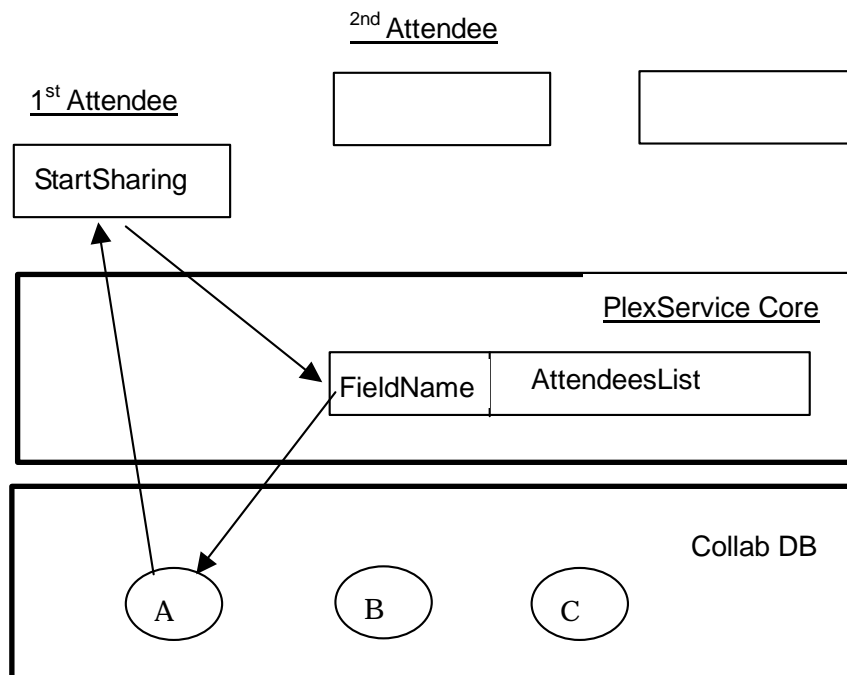 2nd Attendee
1st Attendee
StartSharing
PlexService Core
FieldName
AttendeesList
Collab DB
A
B
C